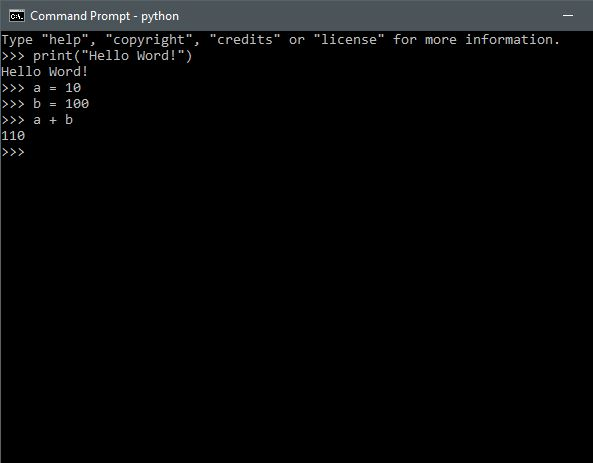 Command Prompt - python
Type "help", "copyright", "credits" or "license" for more information.
>>> print("Hello Word!")
Hello Word!
>>> a = 10
>>> b = 100
>>> a + b
110
>>>